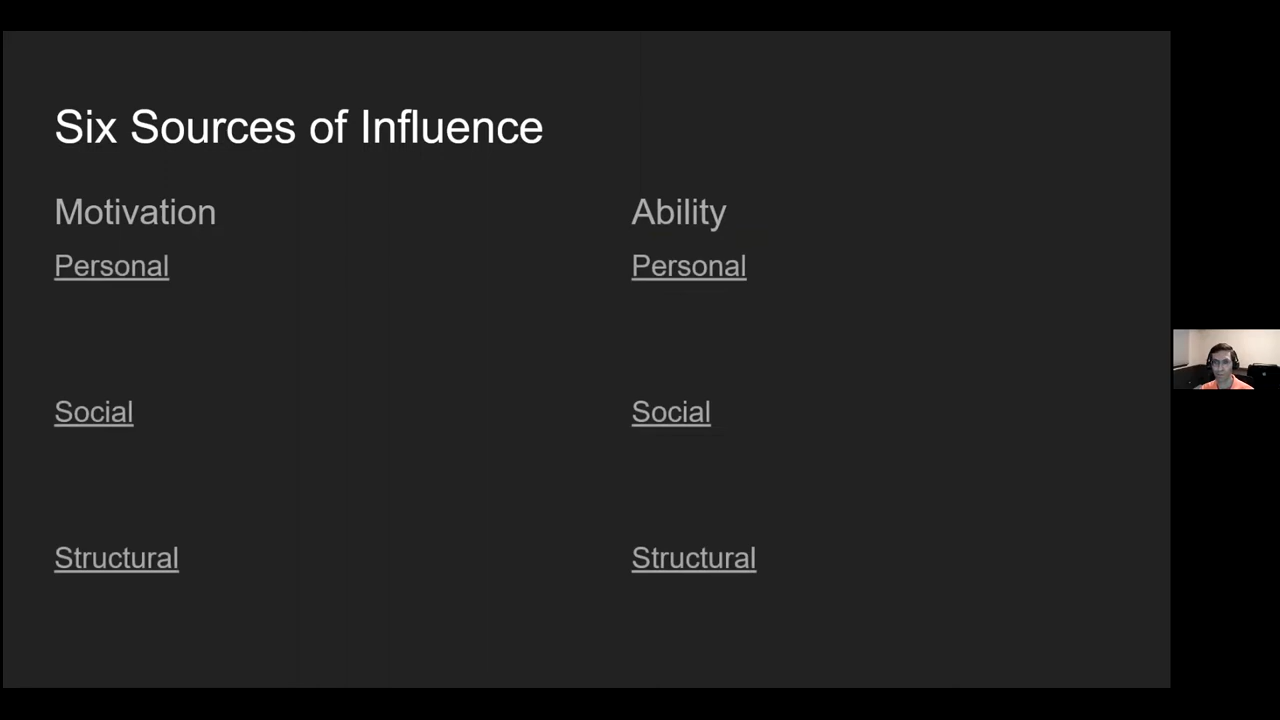 Six Sources of Influence
Motivation
Personal
Social
Structural
Ability
Personal
Social
Structural